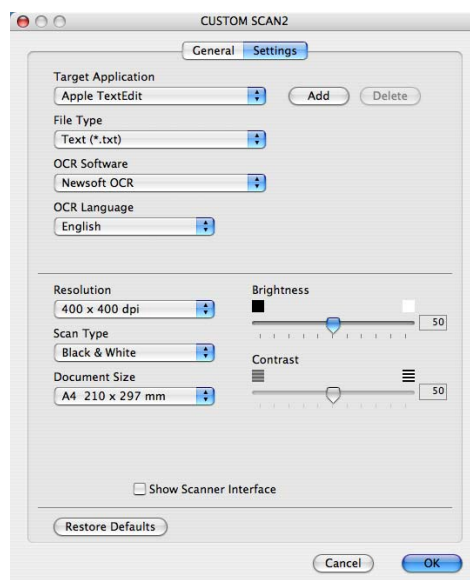 CUSTOM SCAN2
General Settings
Target Application
Apple TextEdit Add Delete
File Type
Text (*.txt)
OCR Software
Newsoft OCR
OCR Language
English
Resolution Brightness
400 x 400 dpi 50
Scan Type
Black & White Contrast
Document Size
A4 210 x 297 mm 50
Show Scanner Interface
Restore Defaults
Cancel OK